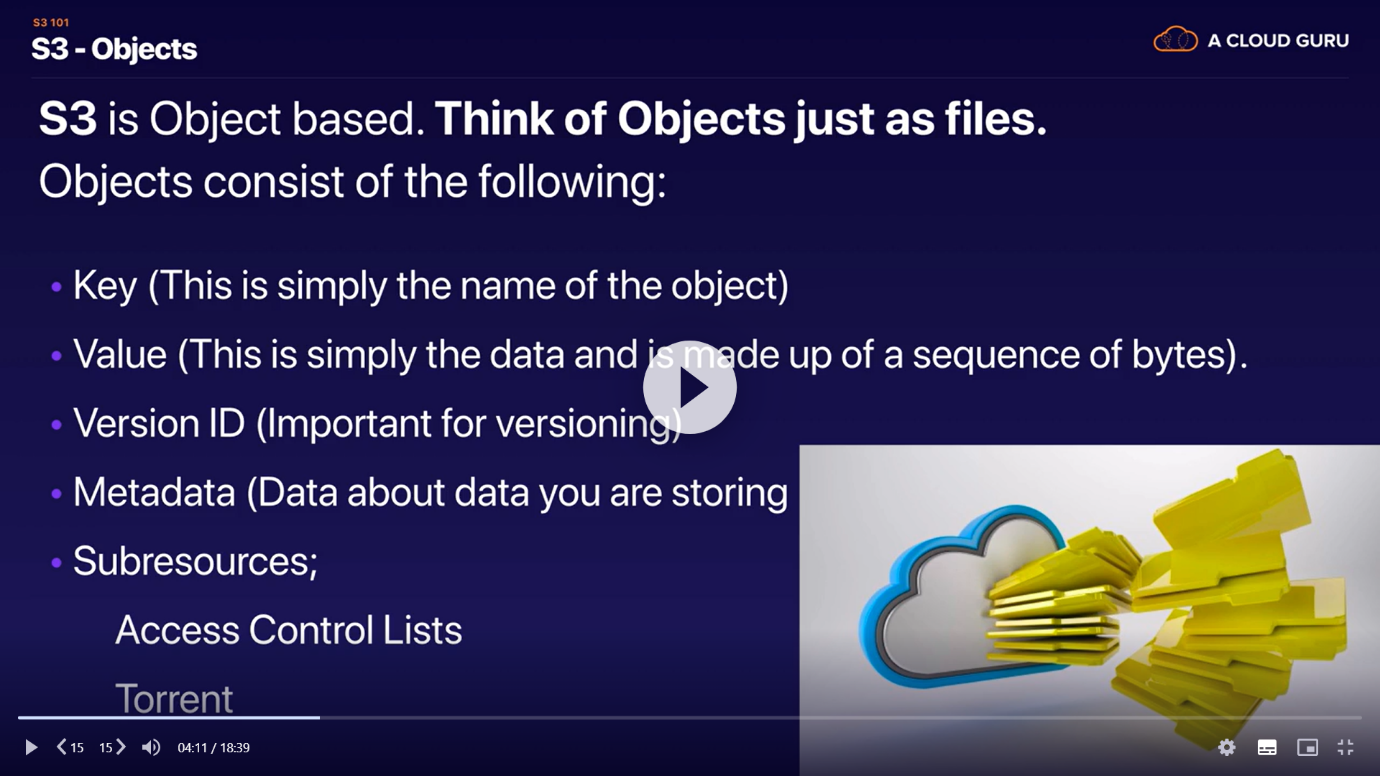 S3 101
S3 - Objects
A CLOUD GURU
S3 is Object based. Think of Objects just as files.
Objects consist of the following:
• Key (This is simply the name of the object)
• Value (This is simply the data and is made up of a sequence of bytes).
• Version ID (Important for versioning)
• Metadata (Data about data you are storing
• Subresources;
Access Control Lists
Torrent
15 15 04:11 / 18:39